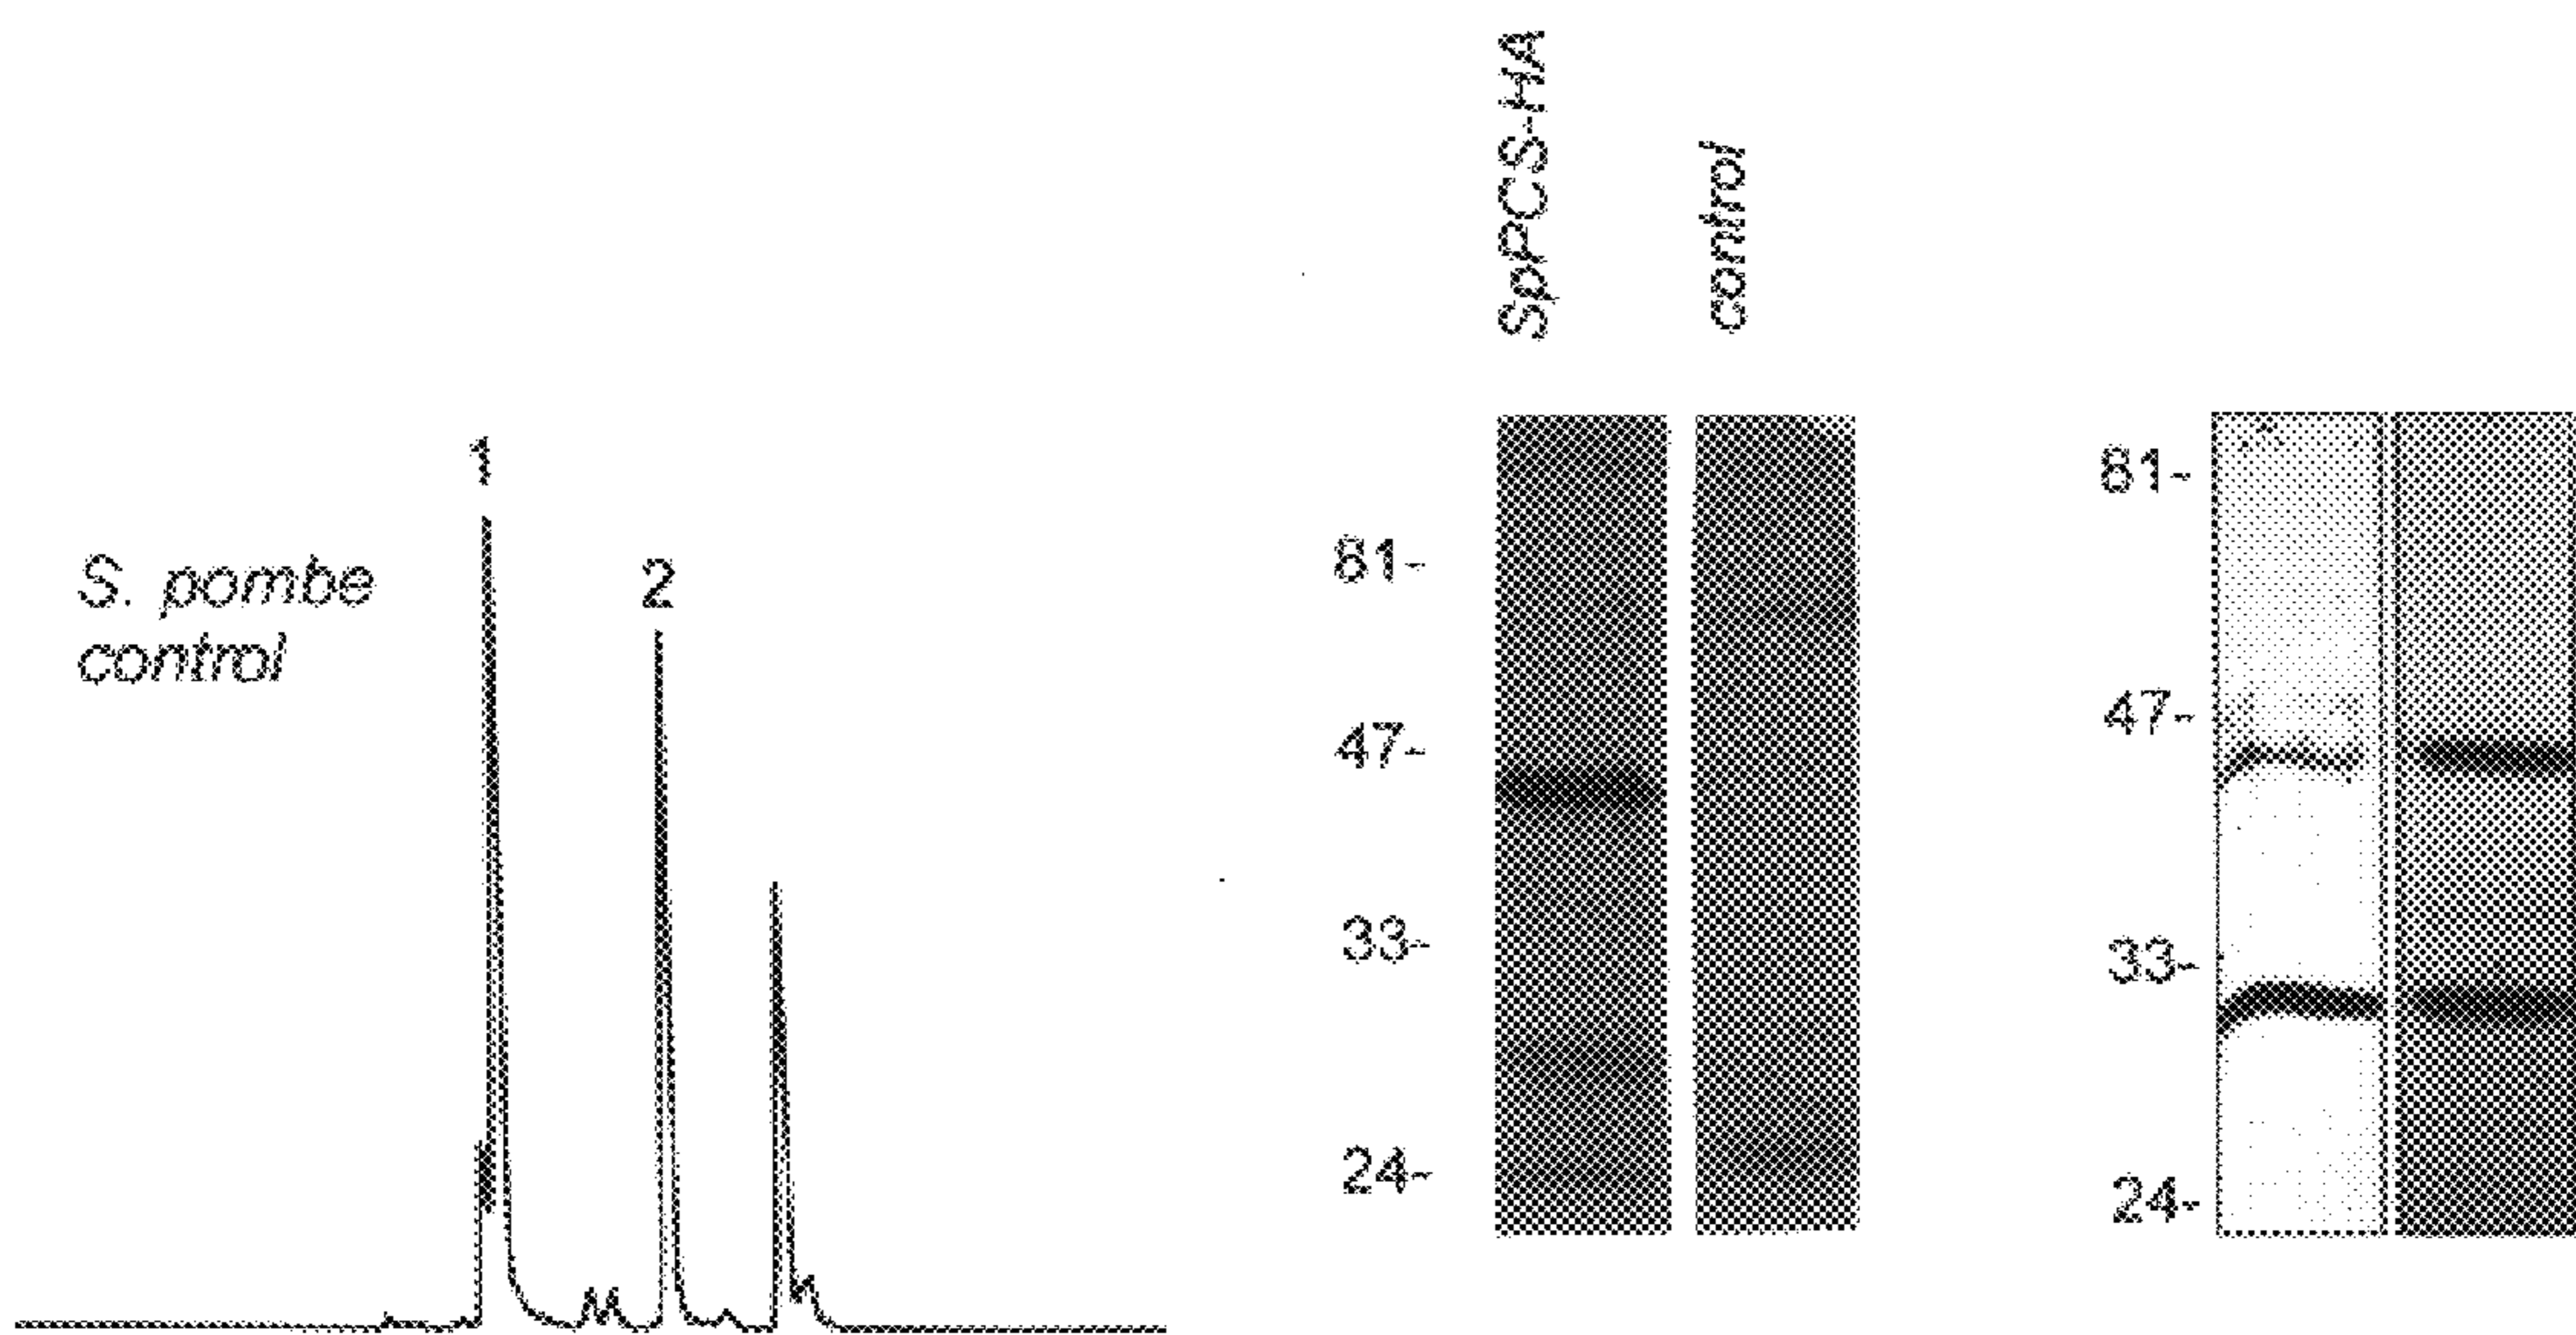 SpPCS-HA
control
1
2
S. pombe
control
81-
47-
33-
24-
81-
47-
33-
24-